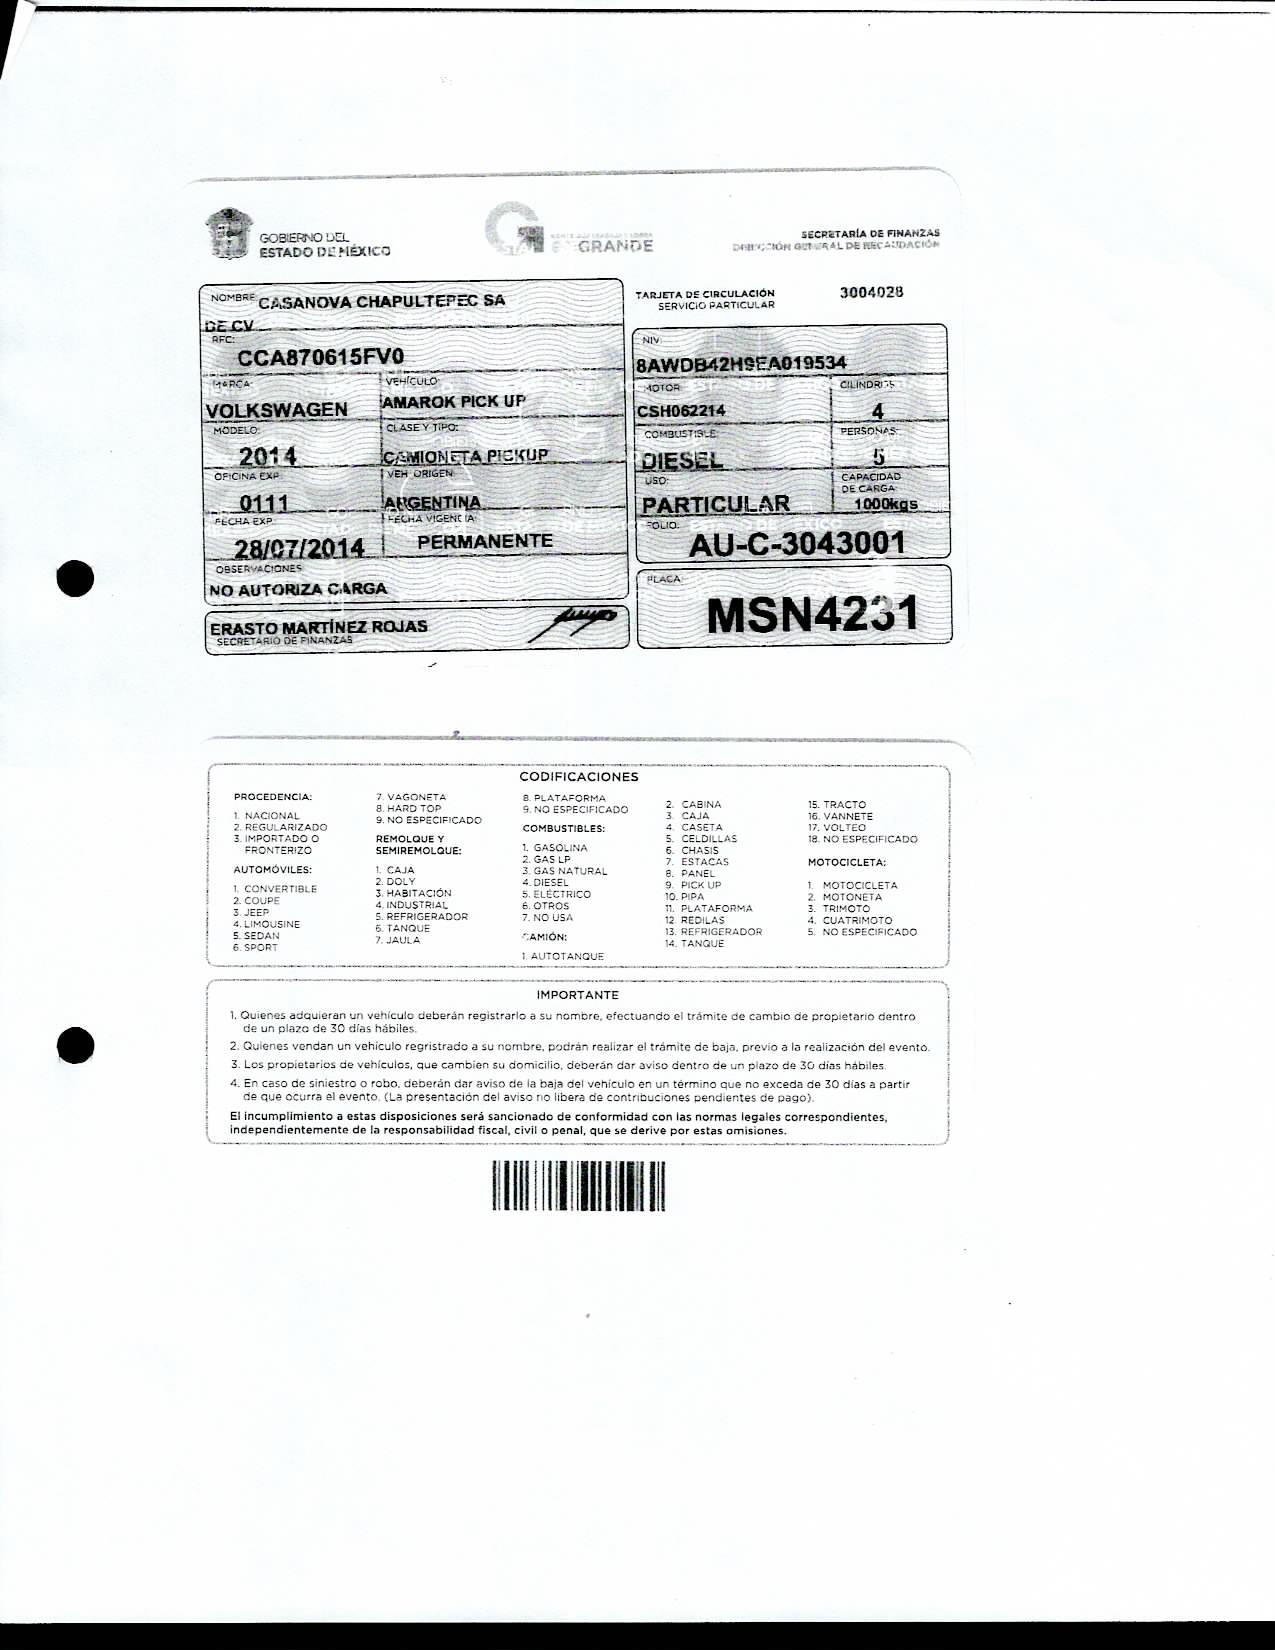 GOBIERNO DEL
ESTADO DE MÉXICO
GRANDE
SECRETARÍA DE FINANZAS
DIRECCIÓN GENERAL DE RECAUDACIÓN
TARJETA DE CIRCULACIÓN
SERVICIO PARTICULAR
3004028
NOMBRE: CASANOVA CHAPULTEPEC SA
DE CV
RFC:
CCA870615FV0
MARCA:
VOLKSWAGEN
VEHÍCULO:
AMAROK PICK UP
MODELO:
2014
CLASE Y TIPO:
CAMIONETA PICKUP
OFICINA EXP.
0111
VEH. ORIGEN
ARGENTINA
FECHA EXP.
28/07/2014
FECHA VIGENCIA:
PERMANENTE
OBSERVACIONES
NO AUTORIZA CARGA
ERASTO MARTÍNEZ ROJAS
SECRETARIO DE FINANZAS
NIV:
8AWDB42H9EA019534
MOTOR:
CSH062214
CILINDROS
4
COMBUSTIBLE:
DIESEL
PERSONAS:
5
USO:
PARTICULAR
CAPACIDAD
DE CARGA:
1000kgs
FOLIO:
AU-C-3043001
PLACA:
MSN4231
CODIFICACIONES
PROCEDENCIA:
1. NACIONAL
2. REGULARIZADO
3. IMPORTADO O
FRONTERIZO
AUTOMÓVILES:
1. CONVERTIBLE
2. COUPE
3. JEEP
4. LIMOUSINE
5. SEDAN
6. SPORT
7. VAGONETA
8. HARD TOP
9. NO ESPECIFICADO
REMOLQUE Y
SEMIREMOLQUE:
1. CAJA
2. DOLY
3. HABITACIÓN
4. INDUSTRIAL
5. REFRIGERADOR
6. TANQUE
7. JAULA
8. PLATAFORMA
9. NO ESPECIFICADO
COMBUSTIBLES:
1. GASOLINA
2. GAS LP
3. GAS NATURAL
4. DIESEL
5. ELÉCTRICO
6. OTROS
7. NO USA
CAMIÓN:
1. AUTOTANQUE
2. CABINA
3. CAJA
4. CASETA
5. CELDILLAS
6. CHASIS
7. ESTACAS
8. PANEL
9. PICK UP
10. PIPA
11. PLATAFORMA
12 REDILAS
13. REFRIGERADOR
14. TANQUE
15. TRACTO
16. VANNETE
17. VOLTEO
18. NO ESPECIFICADO
MOTOCICLETA:
1. MOTOCICLETA
2. MOTONETA
3. TRIMOTO
4. CUATRIMOTO
5. NO ESPECIFICADO
IMPORTANTE
1. Quienes adquieran un vehículo deberán registrarlo a su nombre, efectuando el trámite de cambio de propietario dentro
de un plazo de 30 días hábiles.
2. Quienes vendan un vehículo regristrado a su nombre, podrán realizar el trámite de baja, previo a la realización del evento.
3. Los propietarios de vehículos, que cambien su domicilio, deberán dar aviso dentro de un plazo de 30 días hábiles.
4. En caso de siniestro o robo, deberán dar aviso de la baja del vehículo en un término que no exceda de 30 días a partir
de que ocurra el evento. (La presentación del aviso no libera de contribuciones pendientes de pago).
El incumplimiento a estas disposiciones será sancionado de conformidad con las normas legales correspondientes,
independientemente de la responsabilidad fiscal, civil o penal, que se derive por estas omisiones.